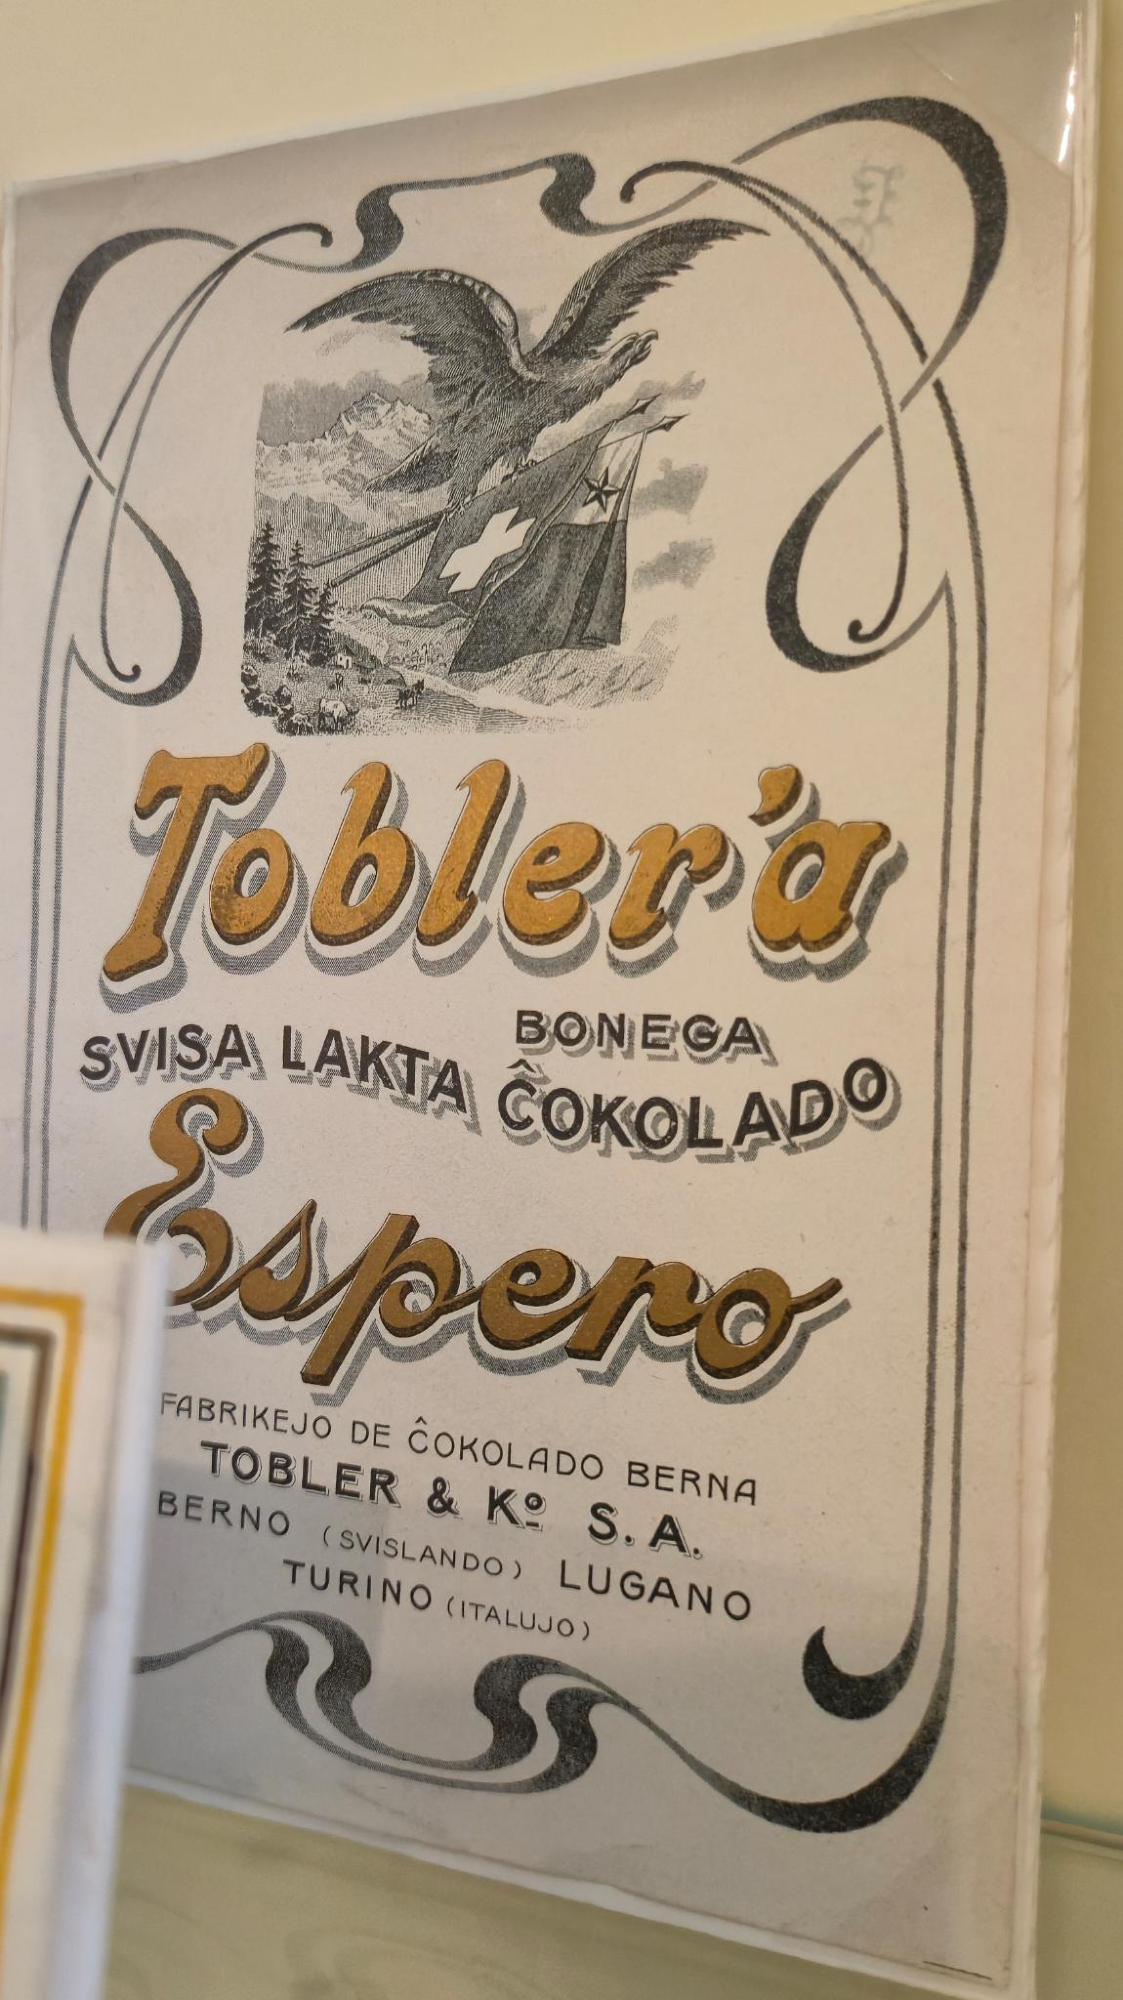 Tobler'a
BONEGA
SVISA LAKTA ĈOKOLADO
Espero
FABRIKEJO DE ĈOKOLADO BERNA
TOBLER & Kº S. A.
BERNO (SVISLANDO) LUGANO
TURINO (ITALUJO)